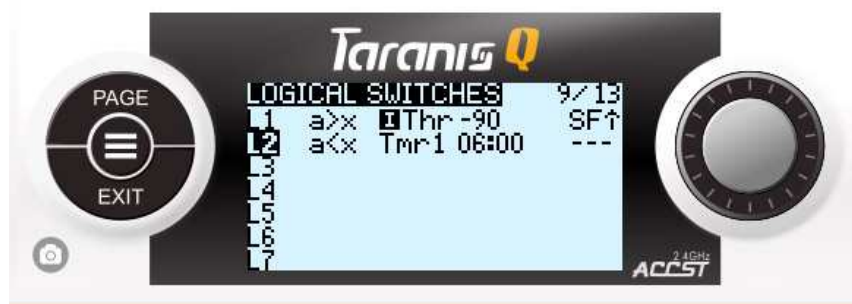 Taranis Q
PAGE
EXIT
LOGICAL SWITCHES 9/13
L1 a>x IThr -90 SF↑
L2 a<x Tmr1 06:00 ---
L3
L4
L5
L6
L7
2.4GHz
ACCST